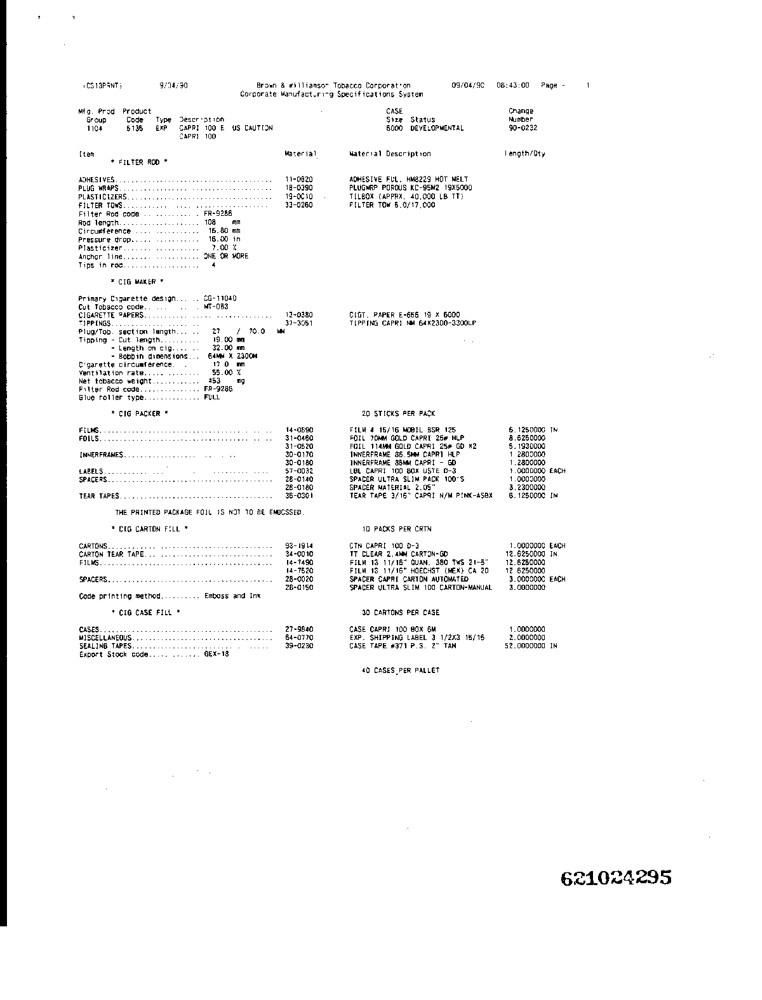 (CS13PRNT) 9/04/90 Brown & Williamson Tobacco Corporation 09/04/90 08:43:00 Page - 1
Corporate Manufacturing Specifications System
Mfg. Prod Product CASE Change
Group Code Type Description Size Status Number
1104 6135 EXP CAPRI 100 E US CAUTION 6000 DEVELOPMENTAL 90-0232
CAPRI 100
Item Material Material Description Length/Qty
* FILTER ROD *
ADHESIVES................................... 11-0820 ADHESIVE FUL. HM8229 HOT MELT
PLUG WRAPS.................................. 18-0390 PLUGWRP POROUS KC-95M2 19X5000
PLASTICIZERS................................ 19-0010 TILBOX (APPRX. 40,000 LB TT)
FILTER TOWS................................. 33-0260 FILTER TOW 5.0/17,000
Filter Rod code ............. FR-9286
Rod length.................. 108 mm
Circumference .............. 16.80 mm
Pressure drop............... 16.00 in
Plasticizer................. 7.00 %
Anchor line................. ONE OR MORE
Tips in rod................. 4
* CIG MAKER *
Primary Cigarette design..... CG-11040
Cut Tobacco code............ MT-083
CIGARETTE PAPERS............................ 13-0380 CIGT. PAPER E-666 19 X 6000
TIPPINGS.................... 37-3051 TIPPING CAPRI NM 64X2300-3300LP
Plug/Tob. section length.... 27 / 70.0 MM
Tipping - Cut length........ 19.00 mm
- Length on cig..... 32.00 mm
- Bobbin dimensions... 64MM X 2300M
Cigarette circumference. . 17.0 mm
Ventilation rate............ 55.00 %
Net tobacco weight.......... 453 mg
Filter Rod code............. FR-9286
Glue roller type............ FULL
* CIG PACKER * 20 STICKS PER PACK
FILMS....................................... 14-0890 FILM 4 15/16 MOBIL BSR 125 6.1250000 IN
FOILS....................................... 31-0460 FOIL 70MM GOLD CAPRI 25# HLP 8.6250000
31-0520 FOIL 114MM GOLD CAPRI 25# GD X2 5.1930000
INNERFRAMES................................. 30-0170 INNERFRAME 86.5MM CAPRI HLP 1.2800000
30-0180 INNERFRAME 88MM CAPRI - GD 1.2800000
LABELS...................................... 57-0032 LBL CAPRI 100 BOX USTE D-3 1.0000000 EACH
SPACERS..................................... 28-0140 SPACER ULTRA SLIM PACK 100'S 1.0000000
28-0180 SPACER MATERIAL 2.05" 3.2300000
TEAR TAPES.................................. 35-0301 TEAR TAPE 3/16" CAPRI N/M PINK-ASBX 6.1250000 IN
THE PRINTED PACKAGE FOIL IS NOT TO BE EMBOSSED.
* CIG CARTON FILL * 10 PACKS PER CRTN
CARTONS..................................... 93-1914 CTN CAPRI 100 D-3 1.0000000 EACH
CARTON TEAR TAPE............................ 34-0010 TT CLEAR 2.4MM CARTON-GD 12.6250000 IN
FILMS....................................... 14-7490 FILM 13 11/16" QUAN. 380 TWS 21-5" 12.6250000
14-7520 FILM 13 11/16" HOECHST (MEX) CA 20 12.6250000
SPACERS..................................... 28-0020 SPACER CAPRI CARTON AUTOMATED 3.0000000 EACH
28-0150 SPACER ULTRA SLIM 100 CARTON-MANUAL 3.0000000
Code printing method......... Emboss and Ink
* CIG CASE FILL * 30 CARTONS PER CASE
CASES....................................... 27-9840 CASE CAPRI 100 BOX 6M 1.0000000
MISCELLANEOUS............................... 64-0770 EXP. SHIPPING LABEL 3 1/2X3 15/16 2.0000000
SEALING TAPES............................... 39-0230 CASE TAPE #371 P.S. 2" TAN 52.0000000 IN
Export Stock code............ GEX-18
40 CASES PER PALLET
621024295